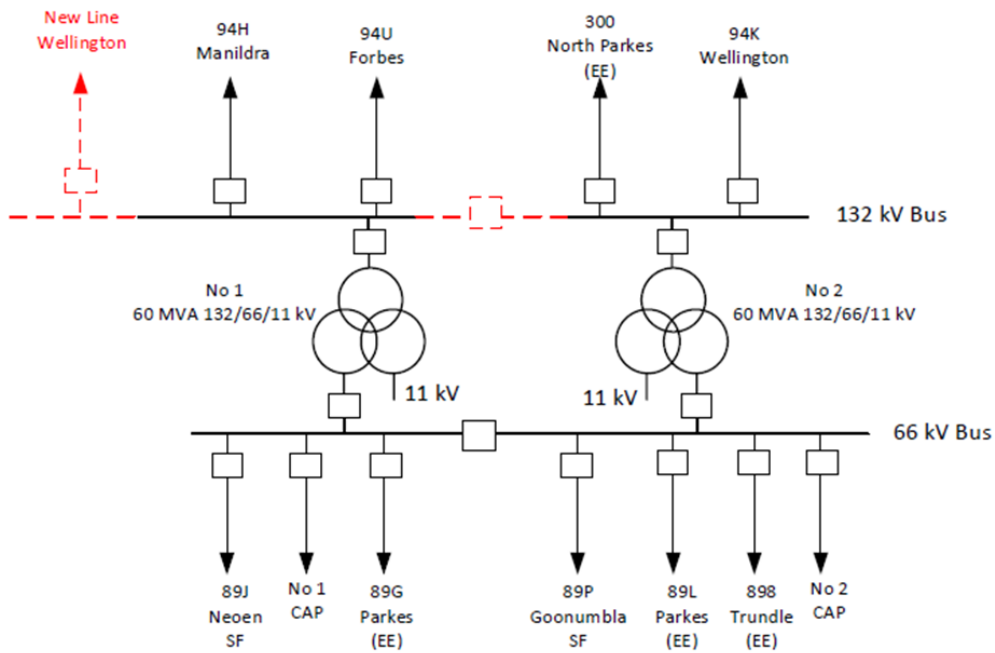 New Line
Wellington
94H
Manildra
94U
Forbes
300
North Parkes
(EE)
94K
Wellington
132 kV Bus
No 1
60 MVA 132/66/11 kV
No 2
60 MVA 132/66/11 kV
11 kV
11 kV
66 kV Bus
89J
Neoen
SF
No 1
CAP
89G
Parkes
(EE)
89P
Goonumbla
SF
89L
Parkes
(EE)
898
Trundle
(EE)
No 2
CAP